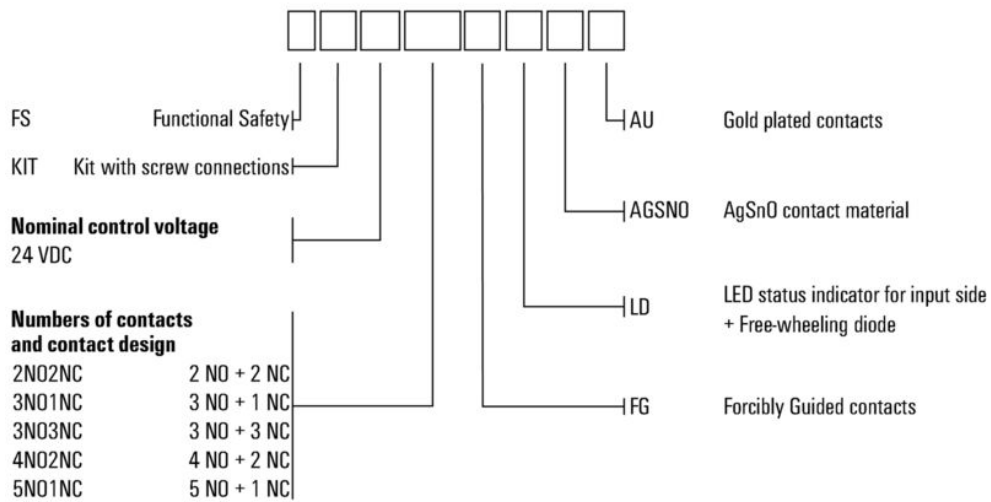 FS Functional Safety
KIT Kit with screw connections
Nominal control voltage
24 VDC
Numbers of contacts
and contact design
2NO2NC 2 NO + 2 NC
3NO1NC 3 NO + 1 NC
3NO3NC 3 NO + 3 NC
4NO2NC 4 NO + 2 NC
5NO1NC 5 NO + 1 NC
AU Gold plated contacts
AGSNO AgSnO contact material
LD LED status indicator for input side
+ Free-wheeling diode
FG Forcibly Guided contacts